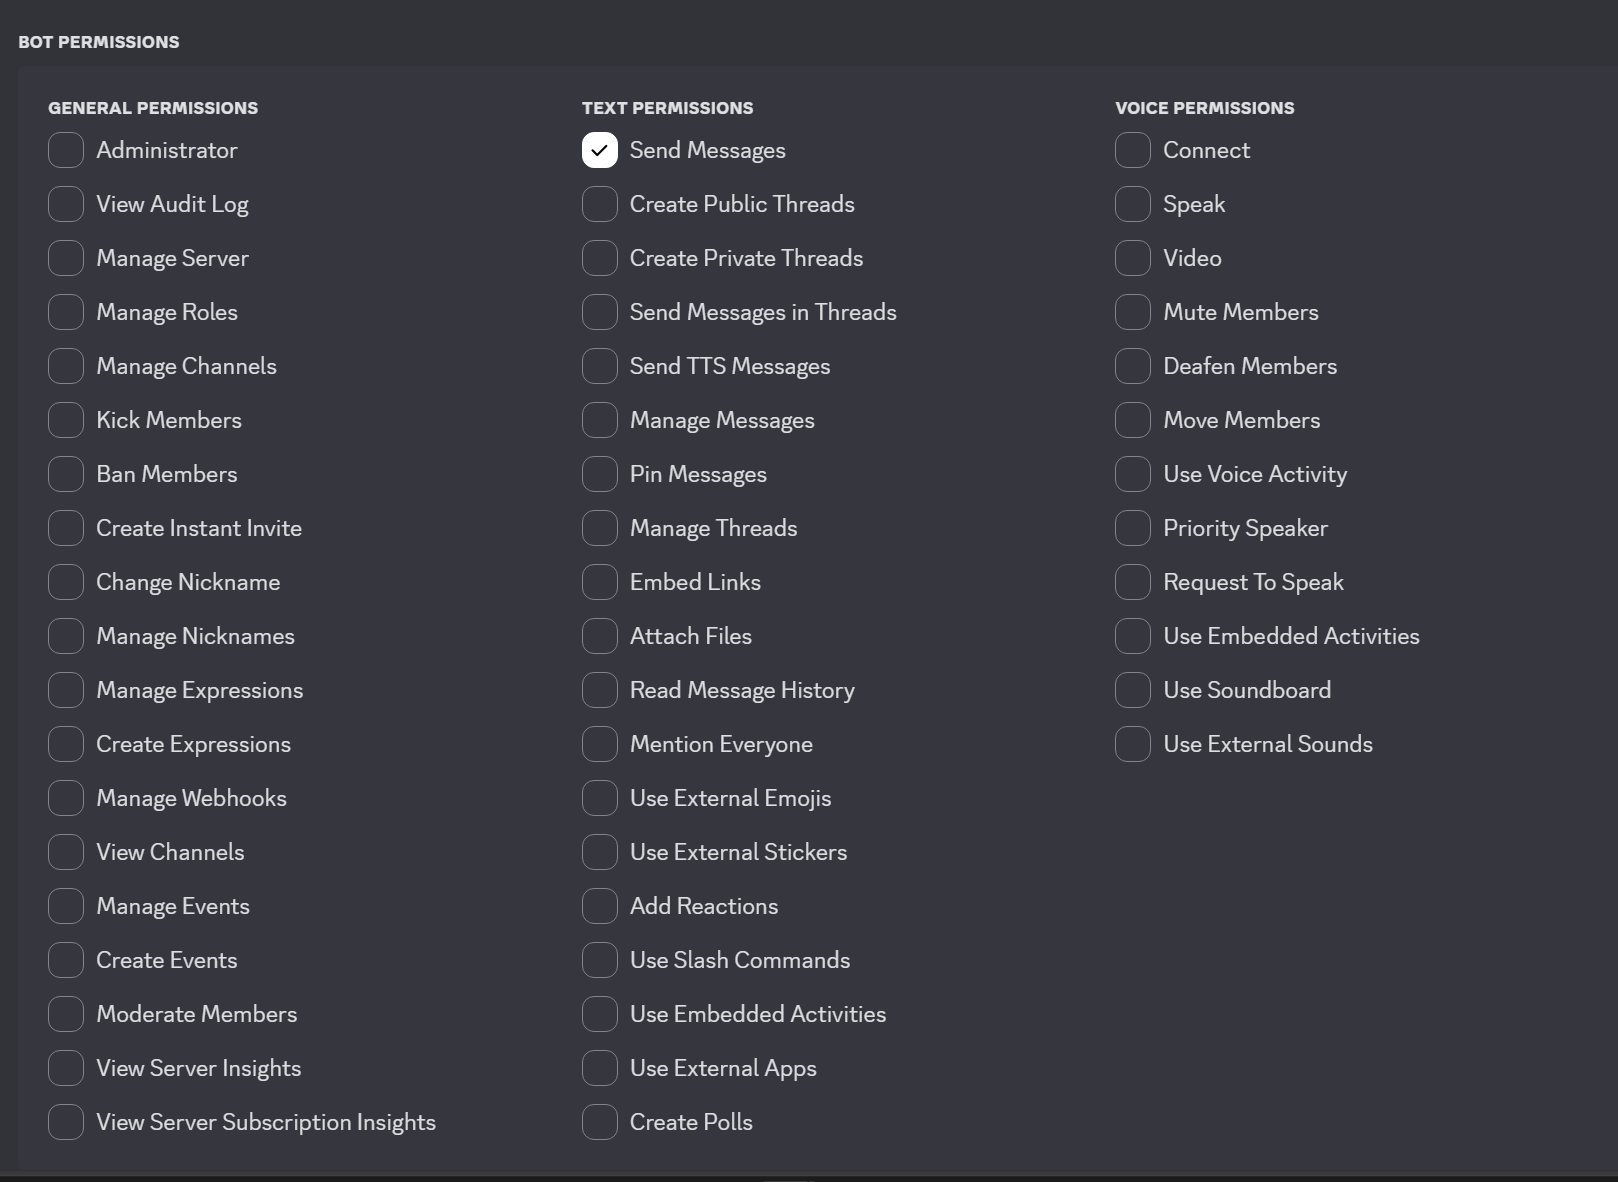 BOT PERMISSIONS
GENERAL PERMISSIONS
Administrator
View Audit Log
Manage Server
Manage Roles
Manage Channels
Kick Members
Ban Members
Create Instant Invite
Change Nickname
Manage Nicknames
Manage Expressions
Create Expressions
Manage Webhooks
View Channels
Manage Events
Create Events
Moderate Members
View Server Insights
View Server Subscription Insights
TEXT PERMISSIONS
Send Messages
Create Public Threads
Create Private Threads
Send Messages in Threads
Send TTS Messages
Manage Messages
Pin Messages
Manage Threads
Embed Links
Attach Files
Read Message History
Mention Everyone
Use External Emojis
Use External Stickers
Add Reactions
Use Slash Commands
Use Embedded Activities
Use External Apps
Create Polls
VOICE PERMISSIONS
Connect
Speak
Video
Mute Members
Deafen Members
Move Members
Use Voice Activity
Priority Speaker
Request To Speak
Use Embedded Activities
Use Soundboard
Use External Sounds